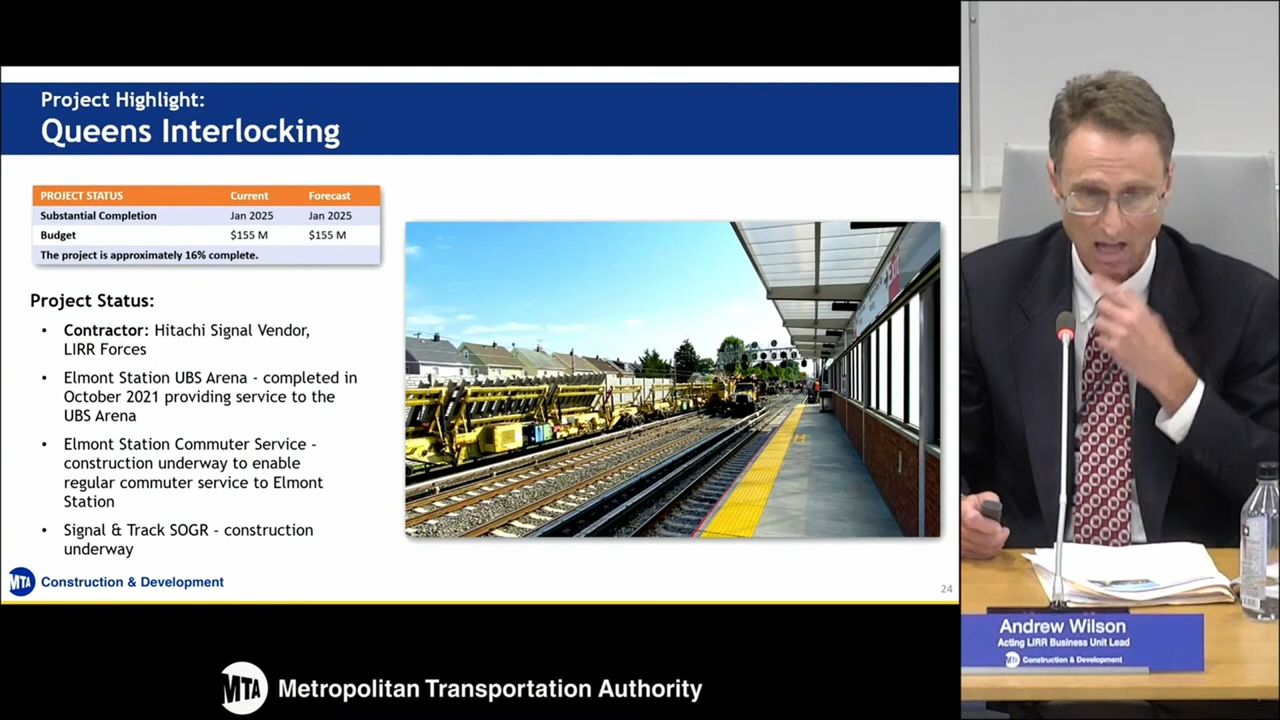 Project Highlight:
Queens Interlocking
PROJECT STATUS Current Forecast
Substantial Completion Jan 2025 Jan 2025
Budget $155 M $155 M
The project is approximately 16% complete.
Project Status:
• Contractor: Hitachi Signal Vendor,
LIRR Forces
• Elmont Station UBS Arena - completed in
October 2021 providing service to the
UBS Arena
• Elmont Station Commuter Service -
construction underway to enable
regular commuter service to Elmont
Station
• Signal & Track SOGR - construction
underway
MTA Construction & Development
24
Andrew Wilson
Acting LIRR Business Unit Lead
MTA Construction & Development
MTA Metropolitan Transportation Authority